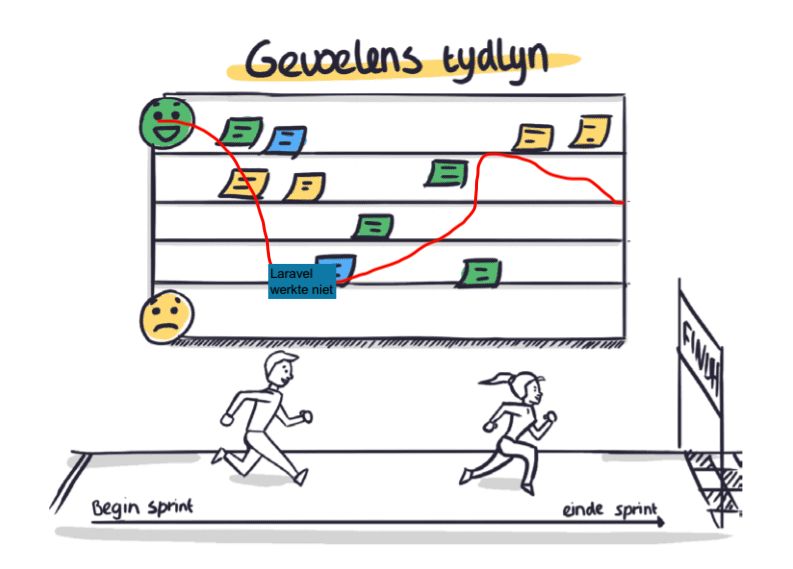 Gevoelens tydlyn
Laravel
werkte niet
FINISH
Begin sprint
einde sprint